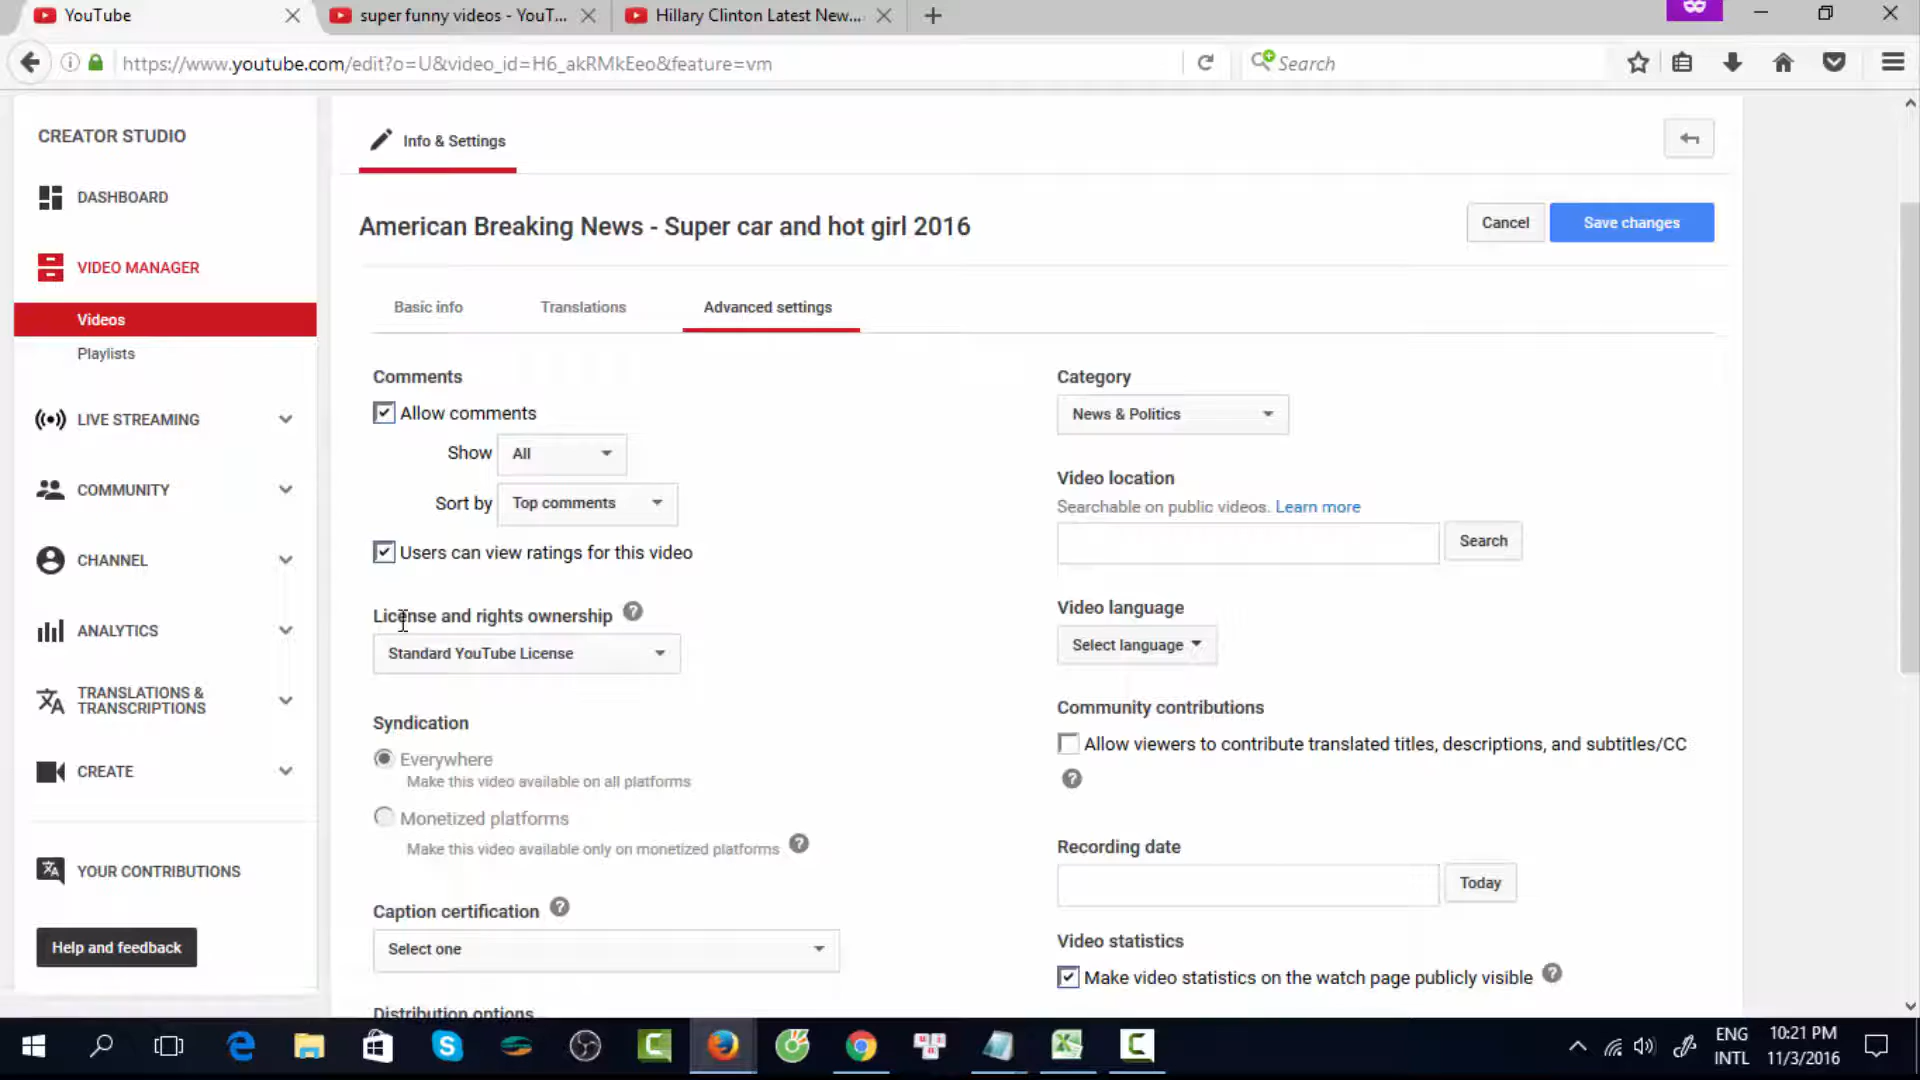 YouTube
super funny videos - YouT...
Hillary Clinton Latest New...
https://www.youtube.com/edit?o=U&video_id=H6_akRMkEeo&feature=vm
Search
CREATOR STUDIO
DASHBOARD
VIDEO MANAGER
Videos
Playlists
LIVE STREAMING
COMMUNITY
CHANNEL
ANALYTICS
TRANSLATIONS &
TRANSCRIPTIONS
CREATE
YOUR CONTRIBUTIONS
Help and feedback
Info & Settings
American Breaking News - Super car and hot girl 2016
Cancel
Save changes
Basic info
Translations
Advanced settings
Comments
Allow comments
Show All
Sort by Top comments
Users can view ratings for this video
License and rights ownership
Standard YouTube License
Syndication
Everywhere
Make this video available on all platforms
Monetized platforms
Make this video available only on monetized platforms
Caption certification
Select one
Distribution options
Category
News & Politics
Video location
Searchable on public videos. Learn more
Search
Video language
Select language
Community contributions
Allow viewers to contribute translated titles, descriptions, and subtitles/CC
Recording date
Today
Video statistics
Make video statistics on the watch page publicly visible
ENG
INTL
10:21 PM
11/3/2016